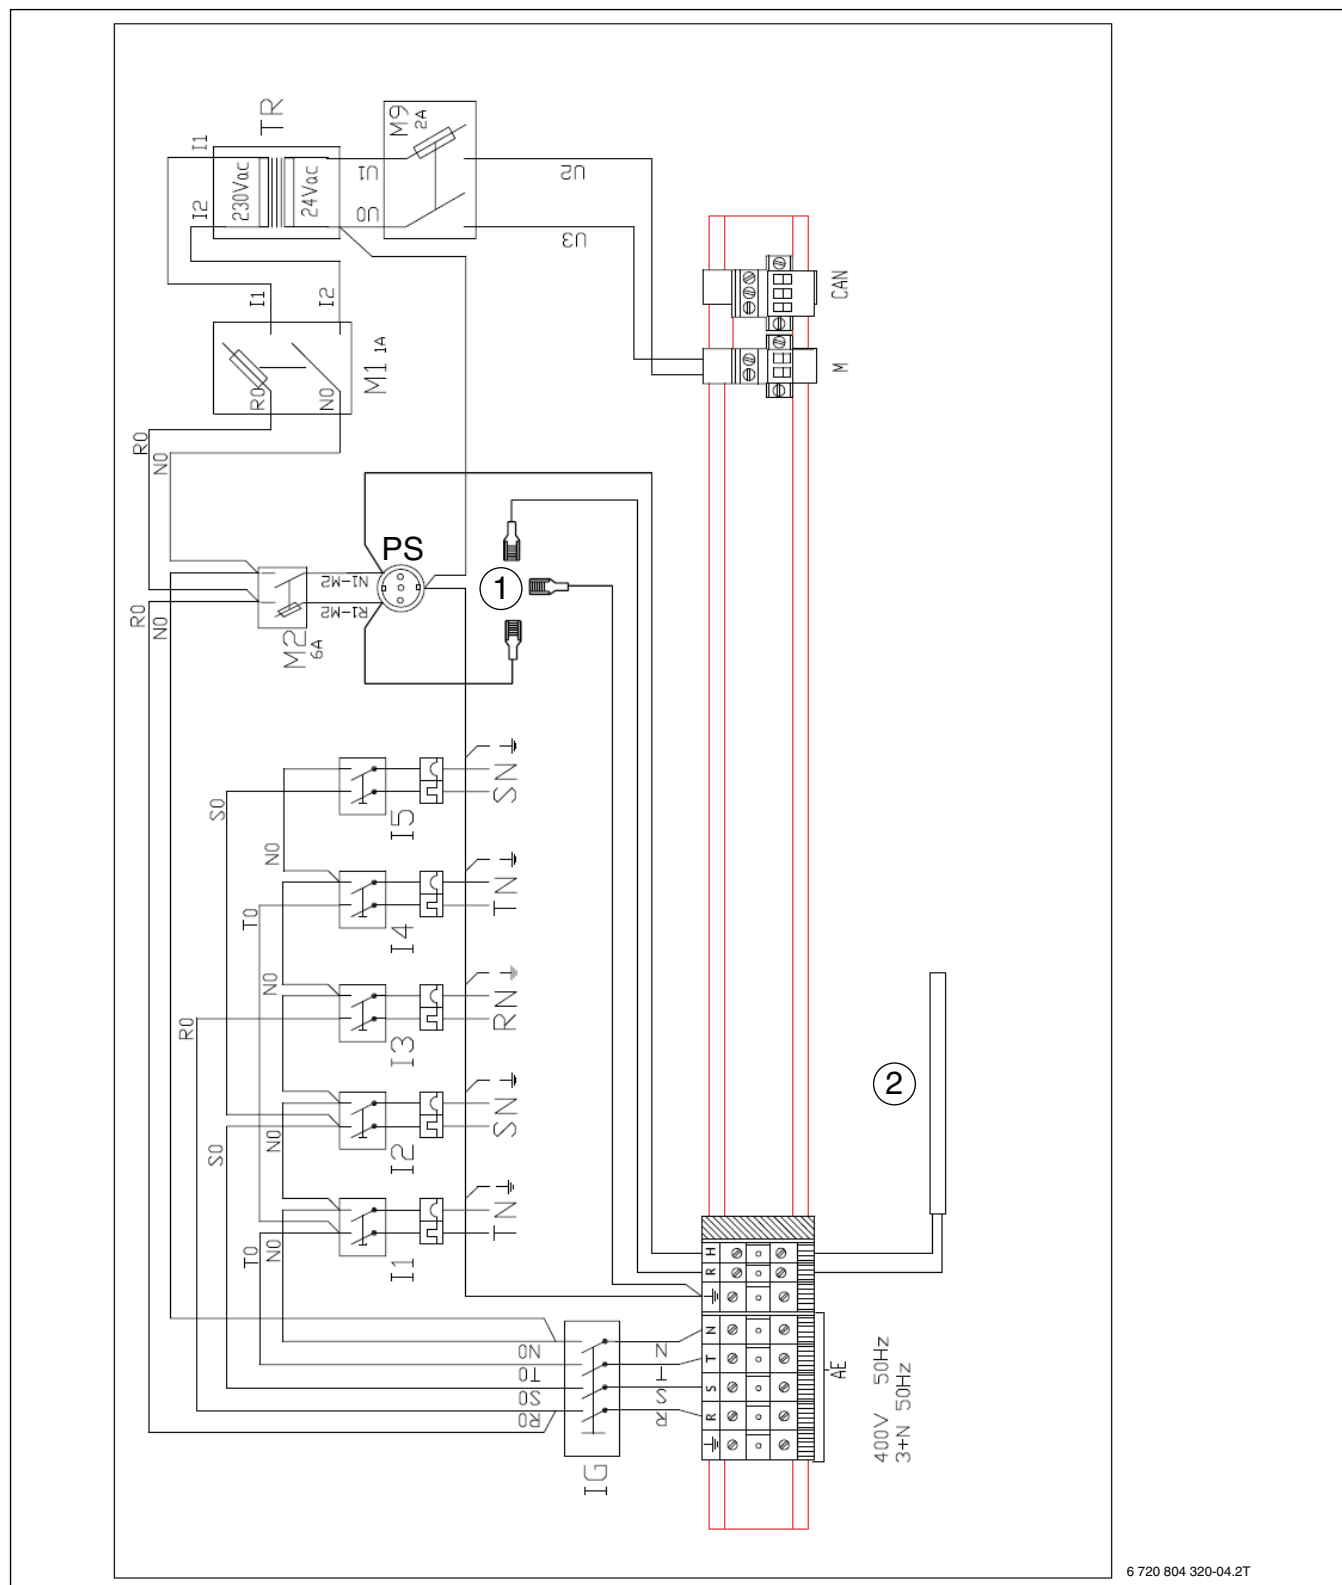 TR
I1
I2
230Vac
24Vac
M9
2A
U1
U0
U2
U3
CAN
M
I1
I2
R0
N0
M1 1A
R0
N0
PS
1
N1-M2
R1-M2
M2
6A
R0
N0
S0
I5
SN
N0
T0
I4
TN
N0
R0
I3
RN
2
S0
N0
I2
SN
T0
N0
I1
TN
H
R
N
T
S
R
N0
T0
S0
R0
N
T
S
R
IG
AE
400V 50Hz
3+N 50Hz
6 720 804 320-04.2T